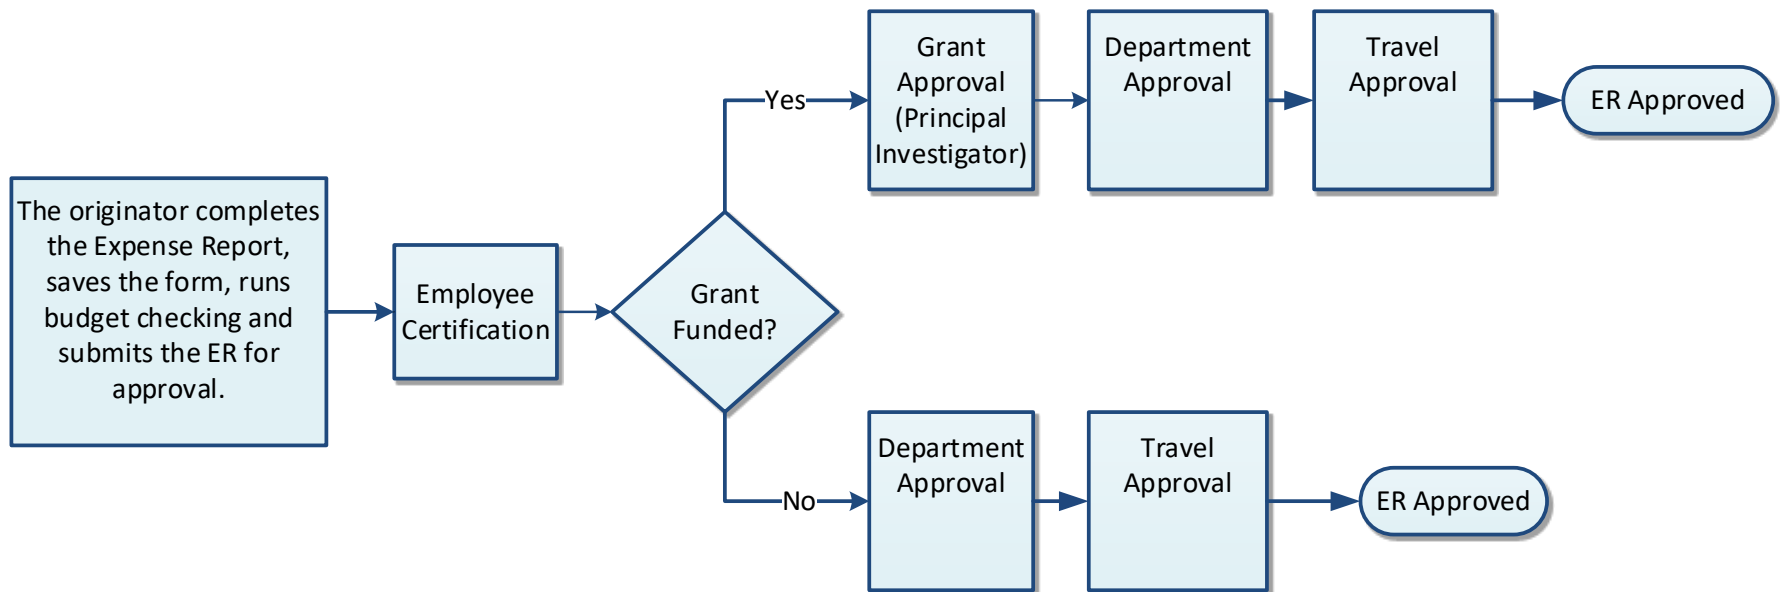 The originator completes
the Expense Report,
saves the form, runs
budget checking and
submits the ER for
approval.
Employee
Certification
Grant
Funded?
Yes
Grant
Approval
(Principal
Investigator)
Department
Approval
Travel
Approval
ER Approved
No
Department
Approval
Travel
Approval
ER Approved